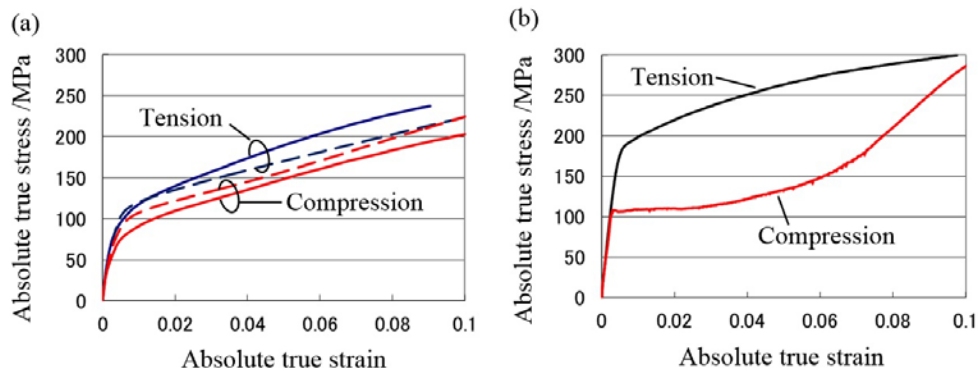 (a)
Absolute true stress /MPa
300
250
200
150
100
50
0
Tension
Compression
0
0.02
0.04
0.06
0.08
0.1
Absolute true strain
(b)
Absolute true stress /MPa
300
250
200
150
100
50
0
Tension
Compression
0
0.02
0.04
0.06
0.08
0.1
Absolute true strain